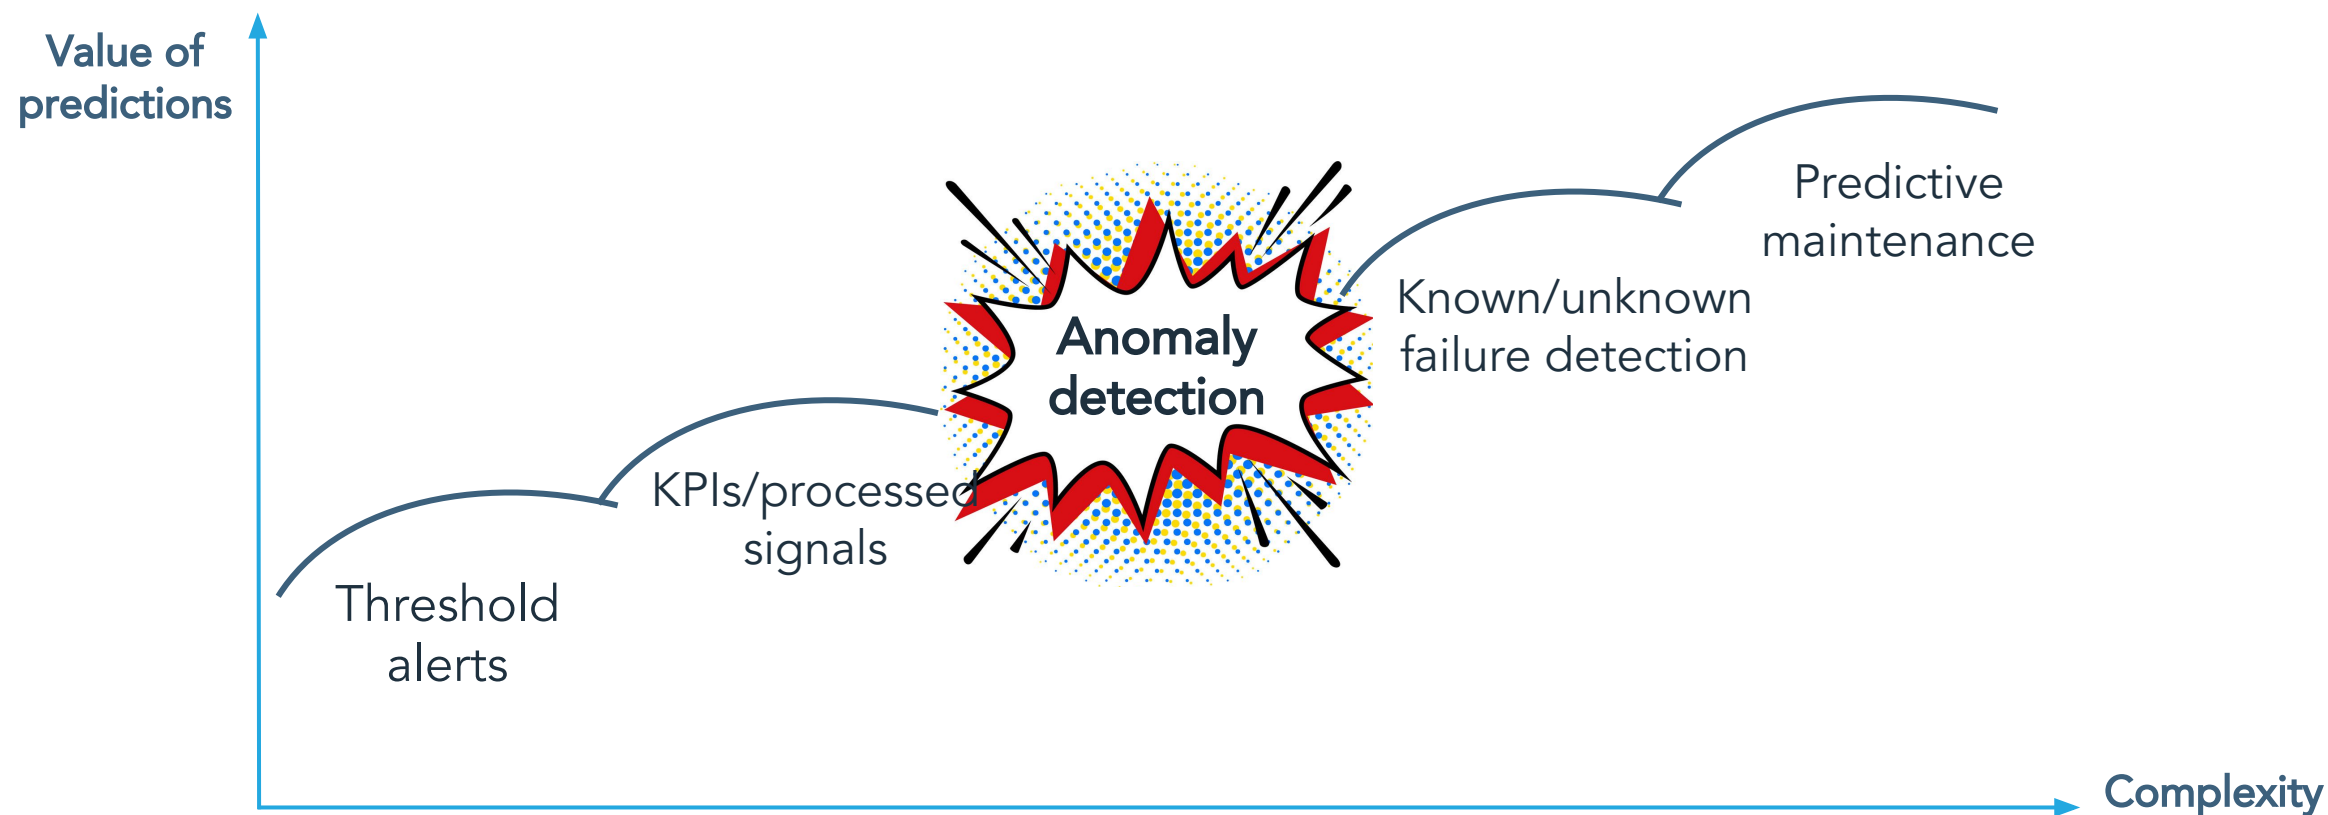 Value of
predictions
Threshold
alerts
KPIs/processed
signals
Anomaly
detection
Known/unknown
failure detection
Predictive
maintenance
Complexity